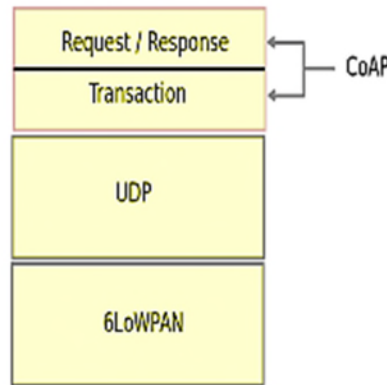 Request / Response
CoAP
Transaction
UDP
6LoWPAN